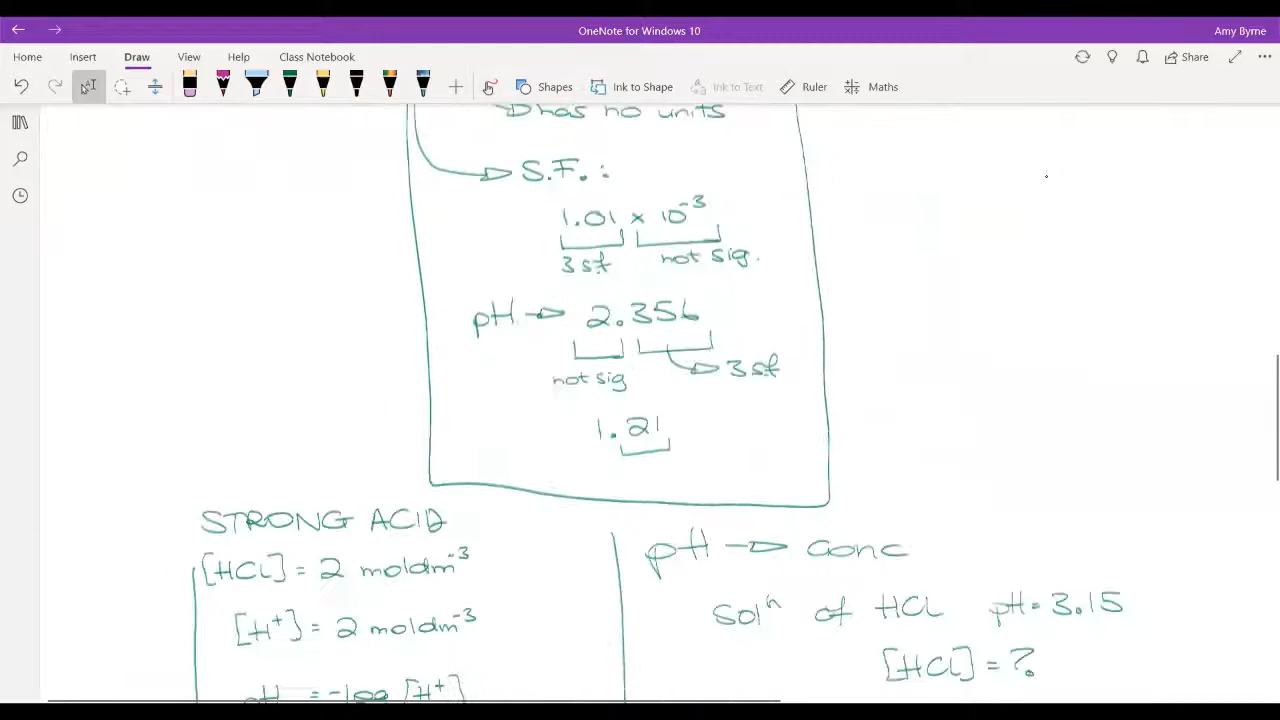 OneNote for Windows 10
Amy Byrne
Home Insert Draw View Help Class Notebook Share
Shapes Ink to Shape Ink to Text Ruler Maths
has no units
S.F. :
1.01 × 10⁻³
3 sf not sig.
pH → 2.356
not sig → 3 sf
1.21
STRONG ACID
[HCl] = 2 moldm⁻³
[H⁺] = 2 moldm⁻³
pH = -log [H⁺]
pH → conc
Solⁿ of HCl pH = 3.15
[HCl] = ?